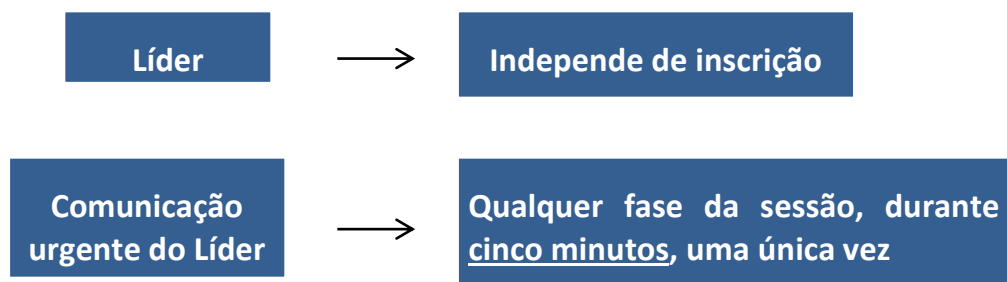 Líder
Independe de inscrição
Comunicação
urgente do Líder
Qualquer fase da sessão, durante
cinco minutos, uma única vez